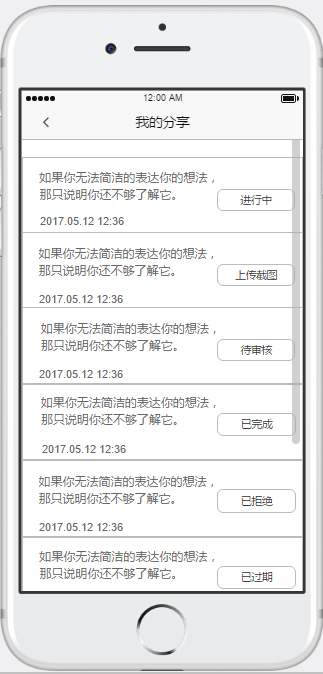 12:00 AM
我的分享
如果你无法简洁的表达你的想法，
那只说明你还不够了解它。
进行中
2017.05.12 12:36
如果你无法简洁的表达你的想法，
那只说明你还不够了解它。
上传截图
2017.05.12 12:36
如果你无法简洁的表达你的想法，
那只说明你还不够了解它。
待审核
2017.05.12 12:36
如果你无法简洁的表达你的想法，
那只说明你还不够了解它。
已完成
2017.05.12 12:36
如果你无法简洁的表达你的想法，
那只说明你还不够了解它。
已拒绝
2017.05.12 12:36
如果你无法简洁的表达你的想法，
那只说明你还不够了解它。
已过期